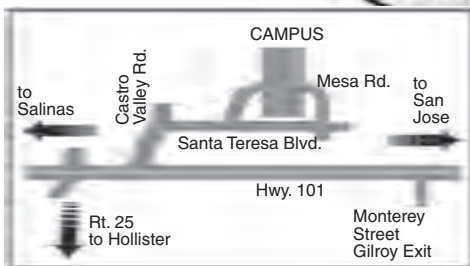 CAMPUS
Mesa Rd.
Castro
Valley Rd.
to
Salinas
to
San
Jose
Santa Teresa Blvd.
Hwy. 101
Rt. 25
to Hollister
Monterey
Street
Gilroy Exit